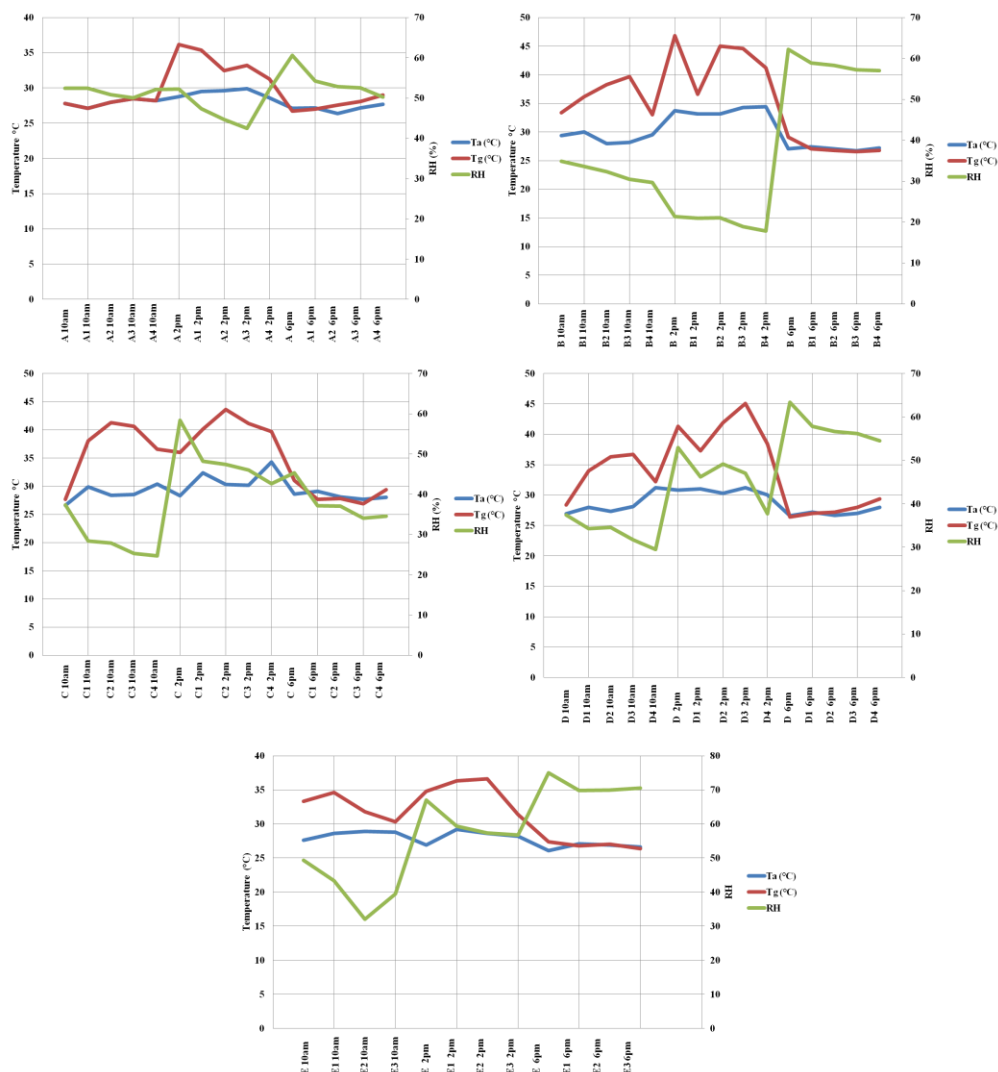 40
35
30
25
20
15
10
5
0
Temperature °C
70
60
50
40
30
20
10
0
RH (%)
Ta (°C)
Tg (°C)
RH
A 10am
A1 10am
A2 10am
A3 10am
A4 10am
A 2pm
A1 2pm
A2 2pm
A3 2pm
A4 2pm
A 6pm
A1 6pm
A2 6pm
A3 6pm
A4 6pm
50
45
40
35
30
25
20
15
10
5
0
Temperature °C
70
60
50
40
30
20
10
0
RH (%)
Ta (°C)
Tg (°C)
RH
B 10am
B1 10am
B2 10am
B3 10am
B4 10am
B 2pm
B1 2pm
B2 2pm
B3 2pm
B4 2pm
B 6pm
B1 6pm
B2 6pm
B3 6pm
B4 6pm
50
45
40
35
30
25
20
15
10
5
0
Temperature °C
70
60
50
40
30
20
10
0
RH (%)
Ta (°C)
Tg (°C)
RH
C 10am
C1 10am
C2 10am
C3 10am
C4 10am
C 2pm
C1 2pm
C2 2pm
C3 2pm
C4 2pm
C 6pm
C1 6pm
C2 6pm
C3 6pm
C4 6pm
50
45
40
35
30
25
20
15
10
5
0
Temperature °C
70
60
50
40
30
20
10
0
RH
Ta (°C)
Tg (°C)
RH
D 10am
D1 10am
D2 10am
D3 10am
D4 10am
D 2pm
D1 2pm
D2 2pm
D3 2pm
D4 2pm
D 6pm
D1 6pm
D2 6pm
D3 6pm
D4 6pm
40
35
30
25
20
15
10
5
0
Temperature (°C)
80
70
60
50
40
30
20
10
0
RH
Ta (°C)
Tg (°C)
RH
E 10am
E1 10am
E2 10am
E3 10am
E 2pm
E1 2pm
E2 2pm
E3 2pm
E 6pm
E1 6pm
E2 6pm
E3 6pm